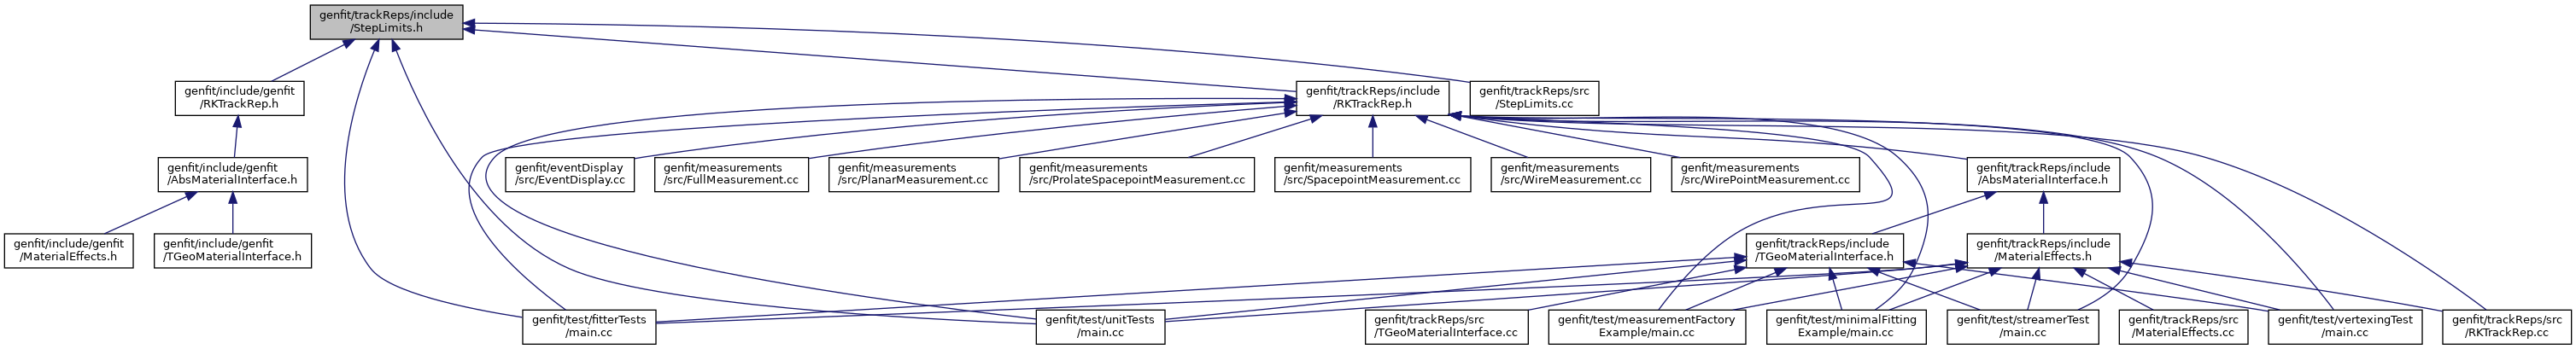 genfit/trackReps/include
/StepLimits.h
genfit/include/genfit
/RKTrackRep.h
genfit/trackReps/include
/RKTrackRep.h
genfit/trackReps/src
/StepLimits.cc
genfit/include/genfit
/AbsMaterialInterface.h
genfit/eventDisplay
/src/EventDisplay.cc
genfit/measurements
/src/FullMeasurement.cc
genfit/measurements
/src/PlanarMeasurement.cc
genfit/measurements
/src/ProlateSpacepointMeasurement.cc
genfit/measurements
/src/SpacepointMeasurement.cc
genfit/measurements
/src/WireMeasurement.cc
genfit/measurements
/src/WirePointMeasurement.cc
genfit/trackReps/include
/AbsMaterialInterface.h
genfit/include/genfit
/MaterialEffects.h
genfit/include/genfit
/TGeoMaterialInterface.h
genfit/trackReps/include
/TGeoMaterialInterface.h
genfit/trackReps/include
/MaterialEffects.h
genfit/test/fitterTests
/main.cc
genfit/test/unitTests
/main.cc
genfit/trackReps/src
/TGeoMaterialInterface.cc
genfit/test/measurementFactory
Example/main.cc
genfit/test/minimalFitting
Example/main.cc
genfit/test/streamerTest
/main.cc
genfit/trackReps/src
/MaterialEffects.cc
genfit/test/vertexingTest
/main.cc
genfit/trackReps/src
/RKTrackRep.cc